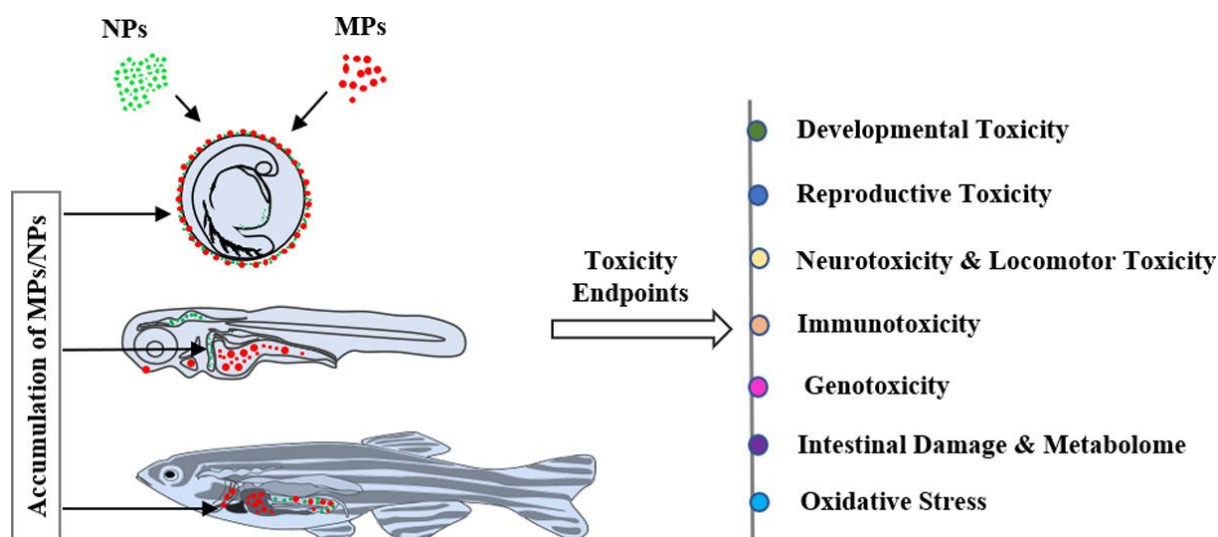 NPs
MPs
Accumulation of MPs/NPs
Toxicity
Endpoints
Developmental Toxicity
Reproductive Toxicity
Neurotoxicity & Locomotor Toxicity
Immunotoxicity
Genotoxicity
Intestinal Damage & Metabolome
Oxidative Stress